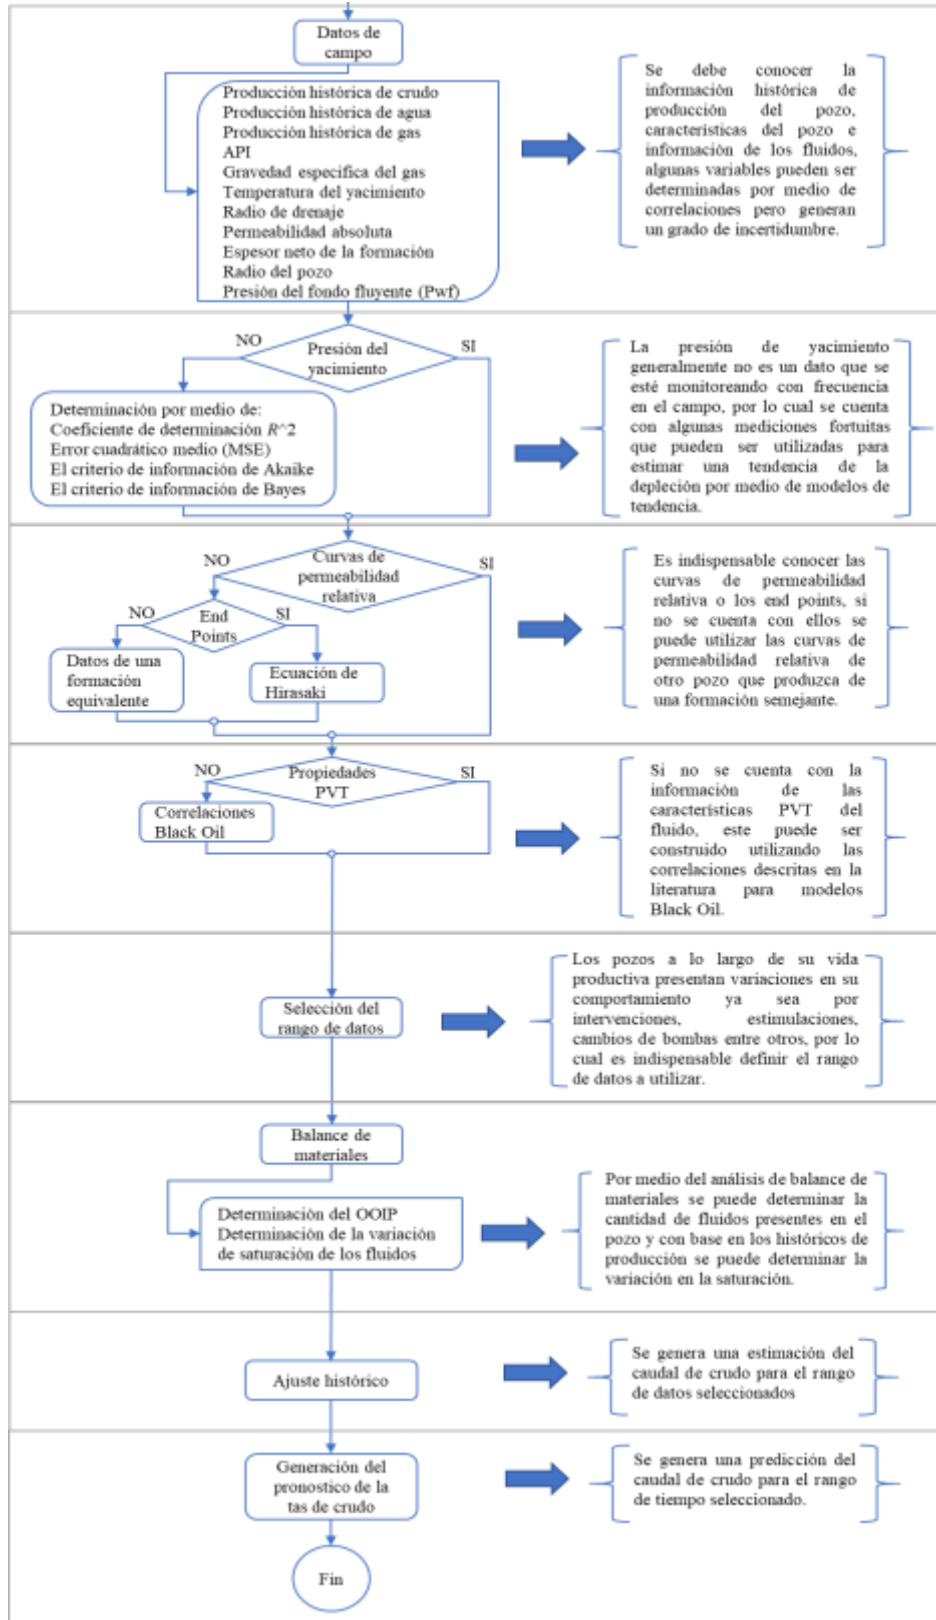 Datos de
campo
Producción histórica de crudo
Producción histórica de agua
Producción histórica de gas
API
Gravedad especifica del gas
Temperatura del yacimiento
Radio de drenaje
Permeabilidad absoluta
Espesor neto de la formación
Radio del pozo
Presión del fondo fluyente (Pwf)
Se debe conocer la
información histórica de
producción del pozo,
características del pozo e
información de los fluidos,
algunas variables pueden ser
determinadas por medio de
correlaciones pero generan
un grado de incertidumbre.
NO
Presión del
yacimiento
SI
Determinación por medio de:
Coeficiente de determinación R^2
Error cuadrático medio (MSE)
El criterio de información de Akaike
El criterio de información de Bayes
La presión de yacimiento
generalmente no es un dato que se
esté monitoreando con frecuencia
en el campo, por lo cual se cuenta
con algunas mediciones fortuitas
que pueden ser utilizadas para
estimar una tendencia de la
depleción por medio de modelos de
tendencia.
NO
Curvas de
permeabilidad
relativa
SI
NO
End
Points
SI
Datos de una
formación
equivalente
Ecuación de
Hirasaki
Es indispensable conocer las
curvas de permeabilidad
relativa o los end points, si
no se cuenta con ellos se
puede utilizar las curvas de
permeabilidad relativa de
otro pozo que produzca de
una formación semejante.
NO
Propiedades
PVT
SI
Correlaciones
Black Oil
Si no se cuenta con la
información de las
características PVT del
fluido, este puede ser
construido utilizando las
correlaciones descritas en la
literatura para modelos
Black Oil.
Selección del
rango de datos
Los pozos a lo largo de su vida
productiva presentan variaciones en su
comportamiento ya sea por
intervenciones, estimulaciones,
cambios de bombas entre otros, por lo
cual es indispensable definir el rango
de datos a utilizar.
Balance de
materiales
Determinación del OOIP
Determinación de la variación
de saturación de los fluidos
Por medio del análisis de balance de
materiales se puede determinar la
cantidad de fluidos presentes en el
pozo y con base en los históricos de
producción se puede determinar la
variación en la saturación.
Ajuste histórico
Se genera una estimación del
caudal de crudo para el rango
de datos seleccionados
Generación del
pronostico de la
tas de crudo
Se genera una predicción del
caudal de crudo para el rango
de tiempo seleccionado.
Fin